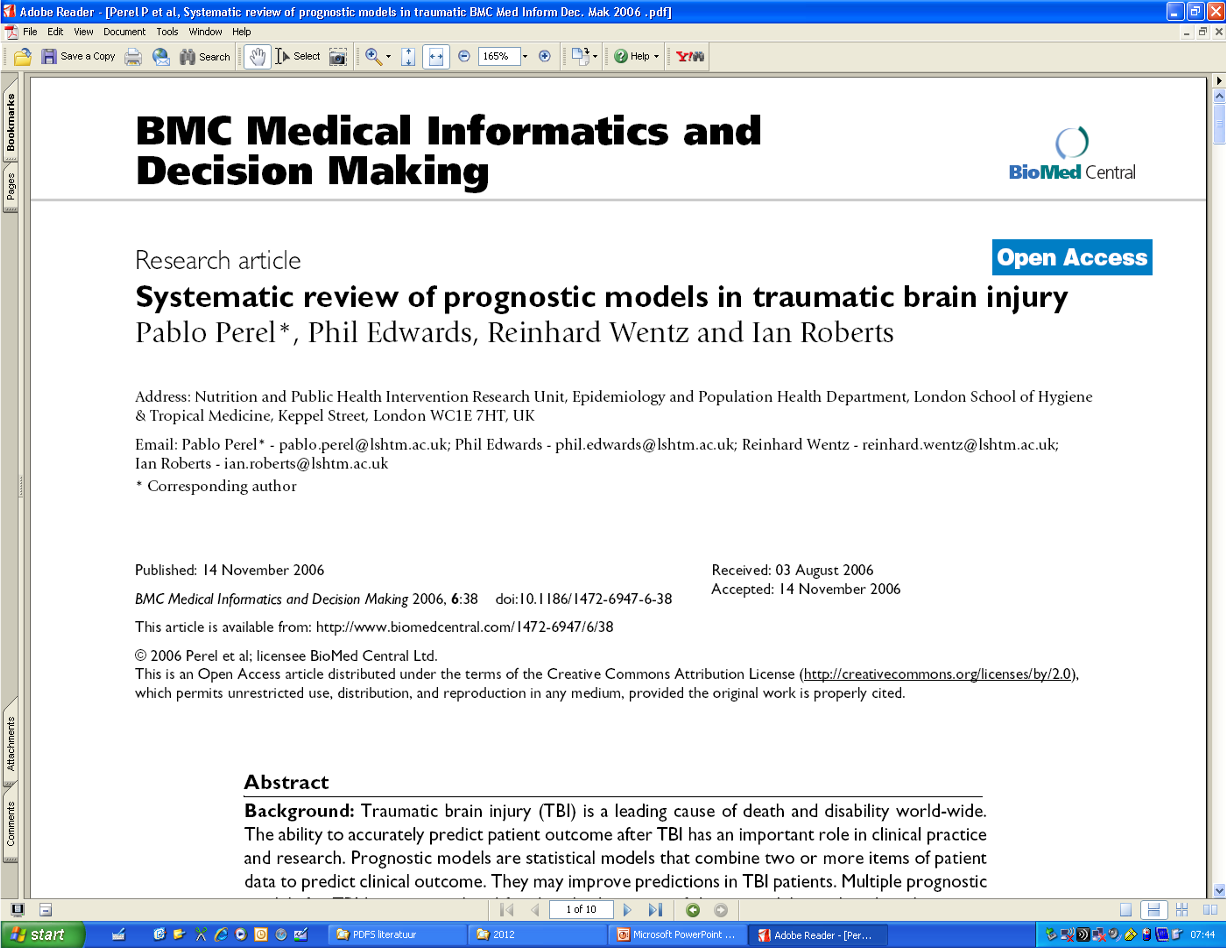 Adobe Reader - [Perel P et al, Systematic review of prognostic models in traumatic BMC Med Inform Dec. Mak 2006 .pdf]
File Edit View Document Tools Window Help
Save a Copy Search Select 165% Help Y!
Bookmarks
Pages
Attachments
Comments
BMC Medical Informatics and
Decision Making
BioMed Central
Research article
Open Access
Systematic review of prognostic models in traumatic brain injury
Pablo Perel*, Phil Edwards, Reinhard Wentz and Ian Roberts
Address: Nutrition and Public Health Intervention Research Unit, Epidemiology and Population Health Department, London School of Hygiene
& Tropical Medicine, Keppel Street, London WC1E 7HT, UK
Email: Pablo Perel* - pablo.perel@lshtm.ac.uk; Phil Edwards - phil.edwards@lshtm.ac.uk; Reinhard Wentz - reinhard.wentz@lshtm.ac.uk;
Ian Roberts - ian.roberts@lshtm.ac.uk
* Corresponding author
Published: 14 November 2006
Received: 03 August 2006
Accepted: 14 November 2006
BMC Medical Informatics and Decision Making 2006, 6:38 doi:10.1186/1472-6947-6-38
This article is available from: http://www.biomedcentral.com/1472-6947/6/38
© 2006 Perel et al; licensee BioMed Central Ltd.
This is an Open Access article distributed under the terms of the Creative Commons Attribution License (http://creativecommons.org/licenses/by/2.0),
which permits unrestricted use, distribution, and reproduction in any medium, provided the original work is properly cited.
Abstract
Background: Traumatic brain injury (TBI) is a leading cause of death and disability world-wide.
The ability to accurately predict patient outcome after TBI has an important role in clinical practice
and research. Prognostic models are statistical models that combine two or more items of patient
data to predict clinical outcome. They may improve predictions in TBI patients. Multiple prognostic
1 of 10
start PDFS literatuur 2012 Microsoft PowerPoint ... Adobe Reader - [Per... 07:44